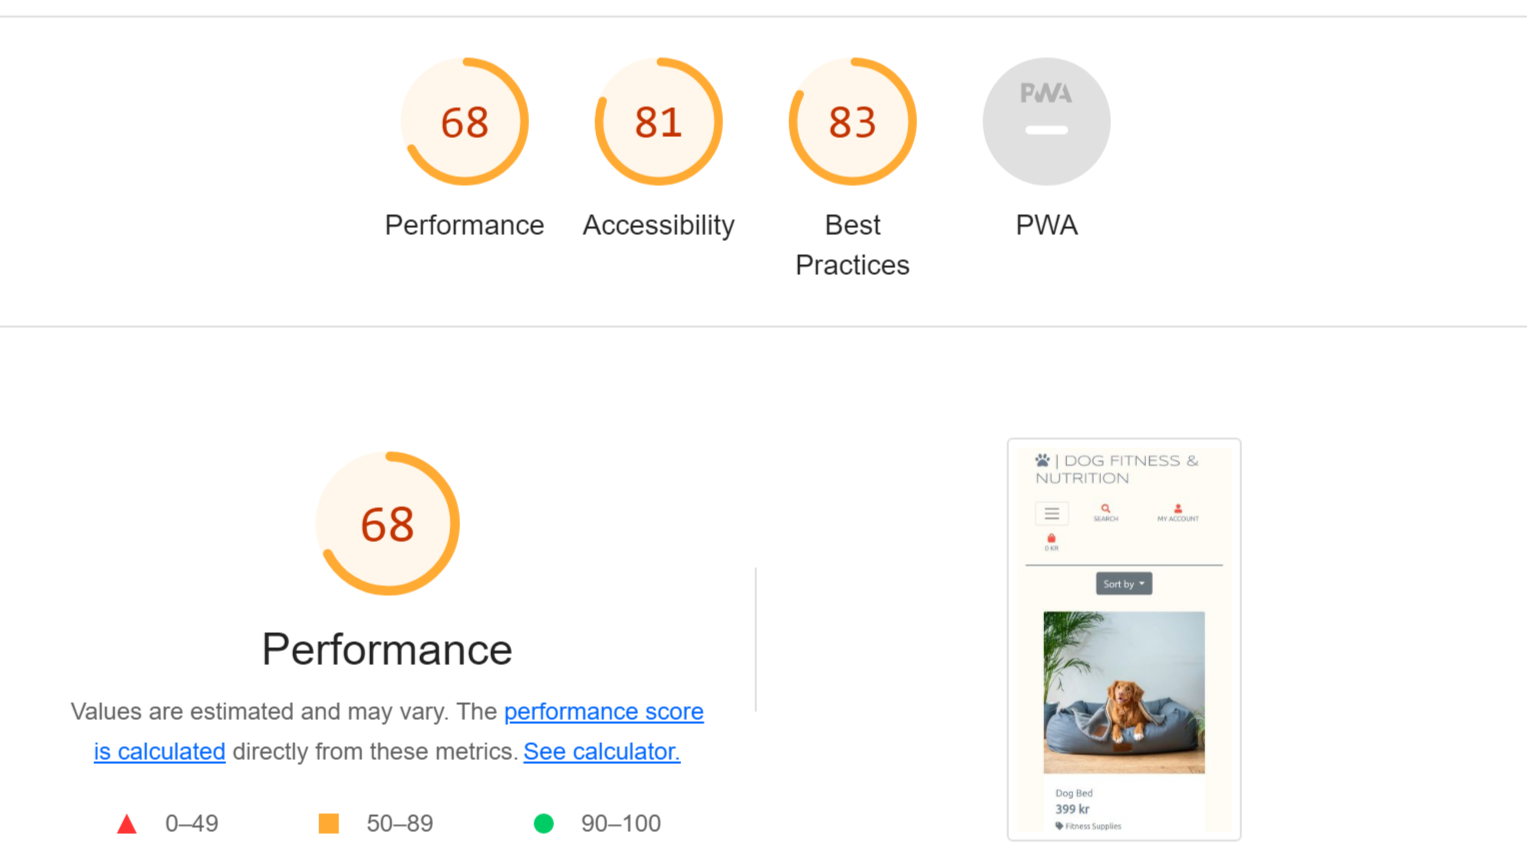 68
81
83
PWA
Performance
Accessibility
Best
Practices
PWA
68
Performance
Values are estimated and may vary. The performance score
is calculated directly from these metrics. See calculator.
0–49
50–89
90–100
| DOG FITNESS &
NUTRITION
SEARCH
MY ACCOUNT
0 KR
Sort by
Dog Bed
399 kr
Fitness Supplies